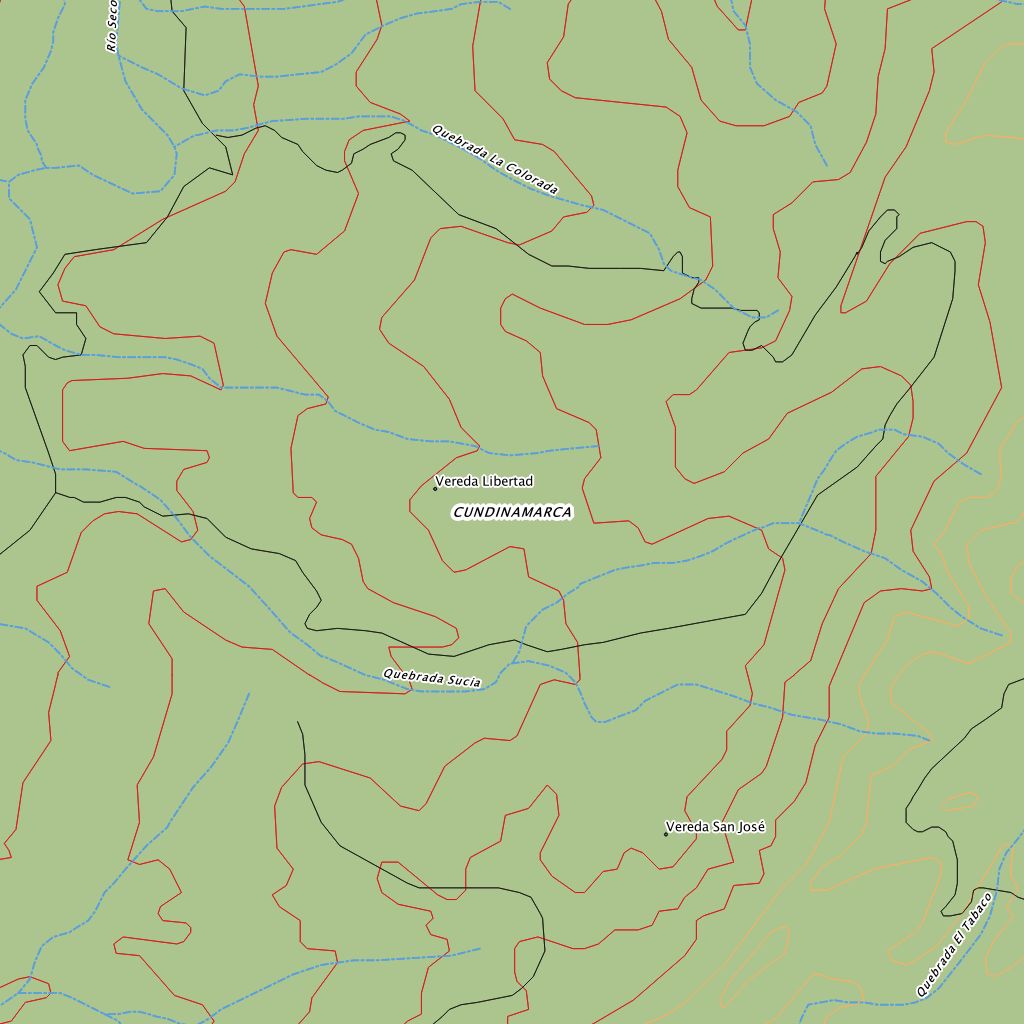 Río Seco
Quebrada La Colorada
Vereda Libertad
CUNDINAMARCA
Quebrada Sucia
Vereda San José
Quebrada El Tabaco